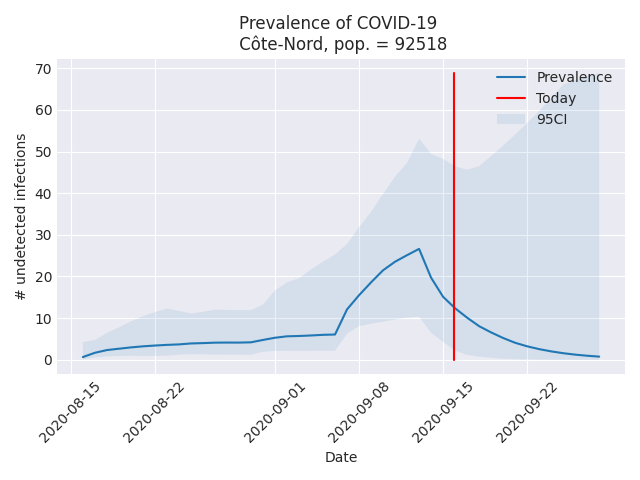 Prevalence of COVID-19
Côte-Nord, pop. = 92518
70
60
50
40
30
20
10
0
# undetected infections
Prevalence
Today
95CI
2020-08-15
2020-08-22
2020-09-01
2020-09-08
2020-09-15
2020-09-22
Date